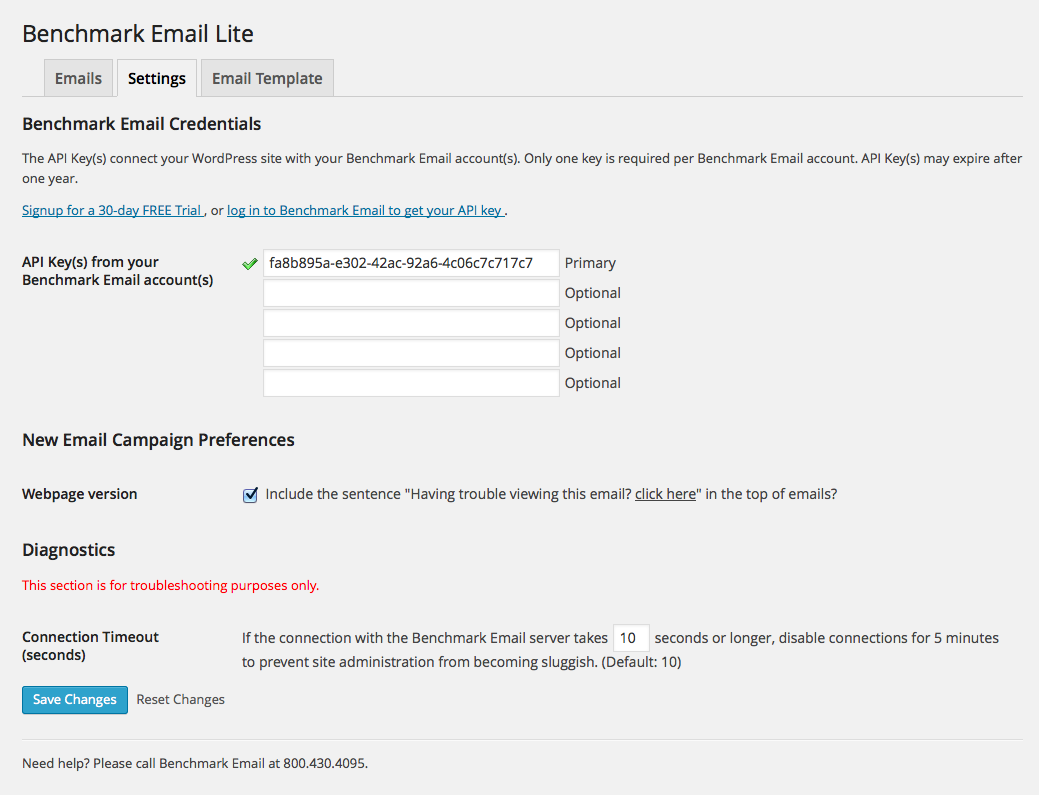 Benchmark Email Lite
Emails Settings Email Template
Benchmark Email Credentials
The API Key(s) connect your WordPress site with your Benchmark Email account(s). Only one key is required per Benchmark Email account. API Key(s) may expire after
one year.
Signup for a 30-day FREE Trial , or log in to Benchmark Email to get your API key .
API Key(s) from your
Benchmark Email account(s)
fa8b895a-e302-42ac-92a6-4c06c7c717c7 Primary
Optional
Optional
Optional
Optional
New Email Campaign Preferences
Webpage version Include the sentence "Having trouble viewing this email? click here" in the top of emails?
Diagnostics
This section is for troubleshooting purposes only.
Connection Timeout
(seconds)
If the connection with the Benchmark Email server takes 10 seconds or longer, disable connections for 5 minutes
to prevent site administration from becoming sluggish. (Default: 10)
Save Changes Reset Changes
Need help? Please call Benchmark Email at 800.430.4095.